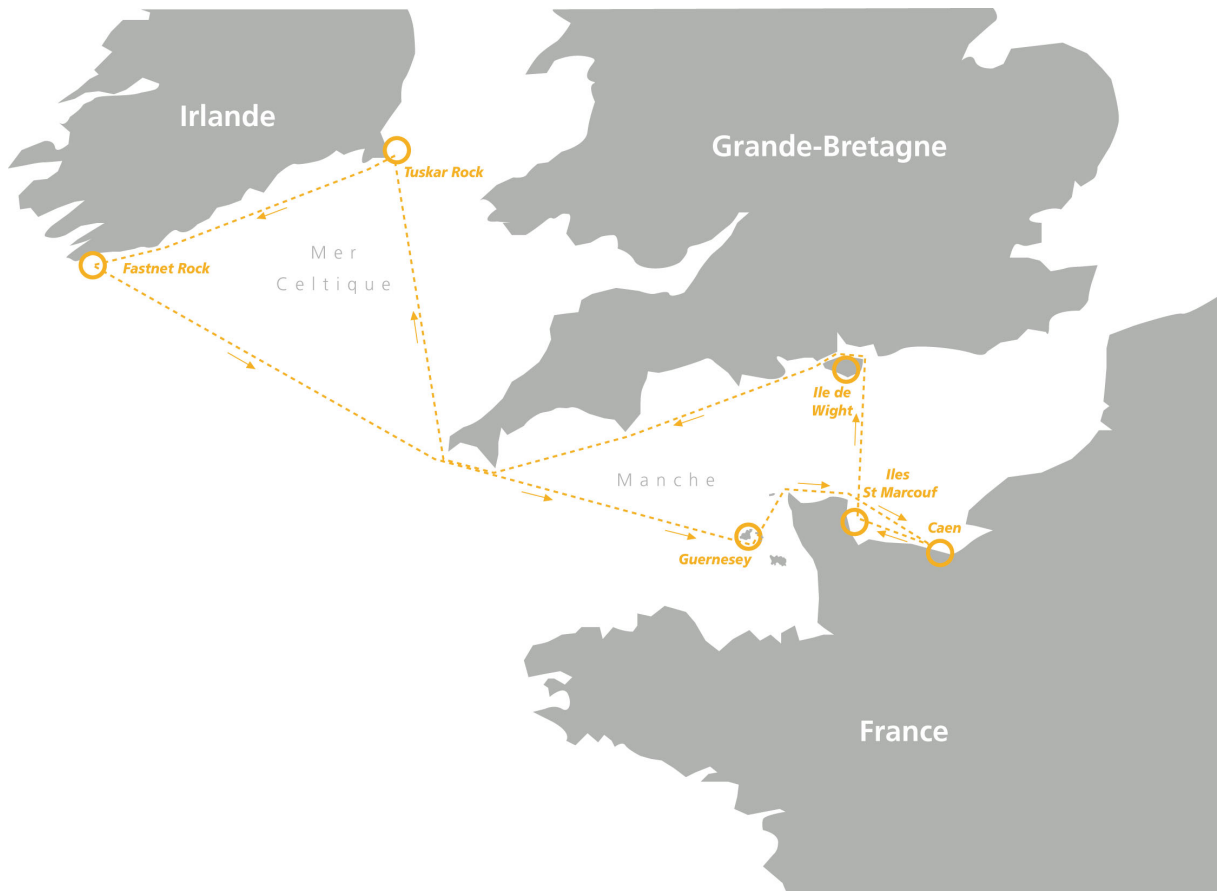 Irlande
Grande-Bretagne
Tuskar Rock
Mer
Celtique
Fastnet Rock
Ile de
Wight
Manche
Iles
St Marcouf
Caen
Guernesey
France